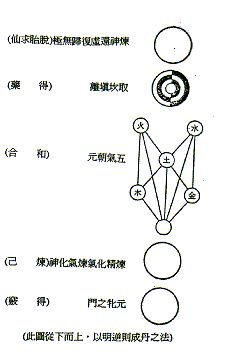 煉神還虛復歸無極(脫胎求仙)
取坎塡離 (得藥)
火 水
土
五氣朝元 (和合)
木 金
煉精化氣煉氣化神(煉己)
元牝之門 (得竅)
(此圖從下而上,以明逆則成丹之法)